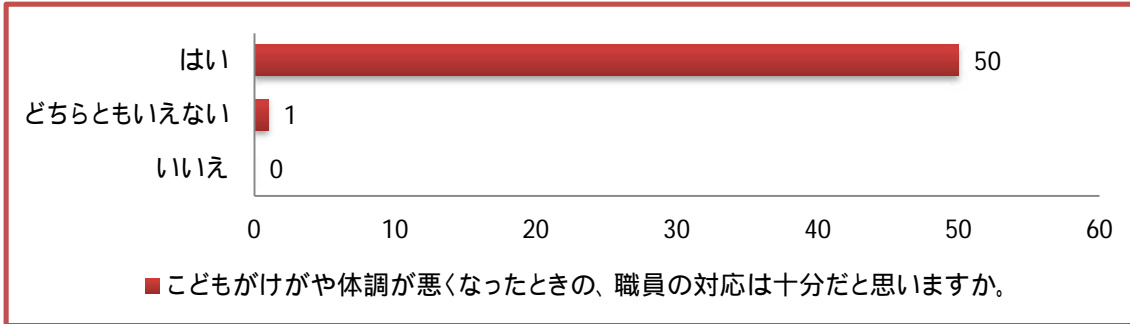 はい 50
どちらともいえない 1
いいえ 0
0 10 20 30 40 50 60
こどもがけがや体調が悪くなったときの、職員の対応は十分だと思いますか。